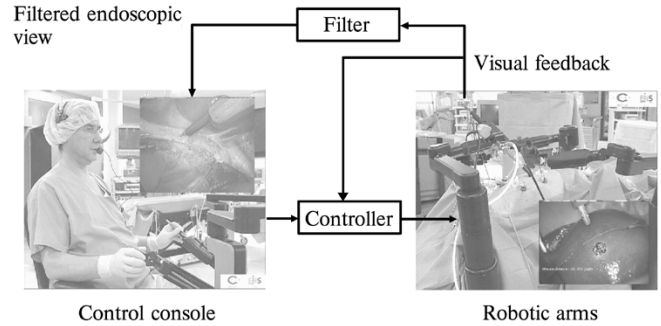 Filtered endoscopic
view
Filter
Visual feedback
Controller
Control console
Robotic arms